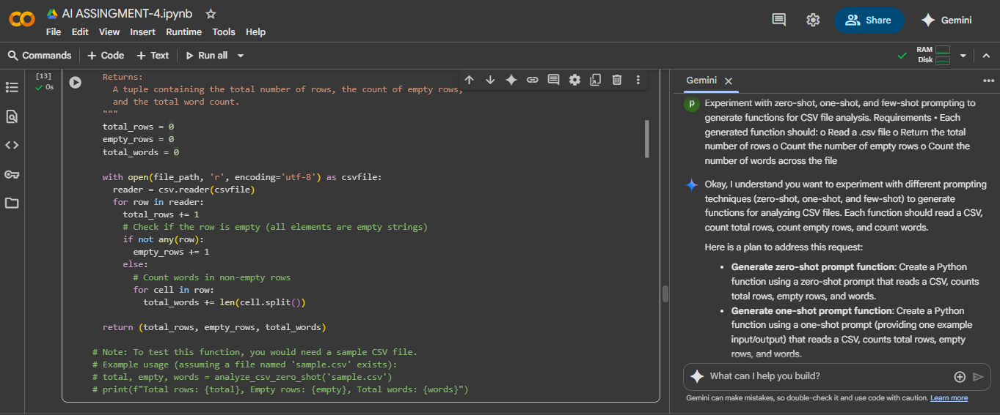 AI ASSINGMENT-4.ipynb
File Edit View Insert Runtime Tools Help
Share
Gemini
Commands + Code + Text Run all
RAM
Disk
[13]
0s
Returns:
A tuple containing the total number of rows, the count of empty rows,
and the total word count.
"""
total_rows = 0
empty_rows = 0
total_words = 0
with open(file_path, 'r', encoding='utf-8') as csvfile:
reader = csv.reader(csvfile)
for row in reader:
total_rows += 1
# Check if the row is empty (all elements are empty strings)
if not any(row):
empty_rows += 1
else:
# Count words in non-empty rows
for cell in row:
total_words += len(cell.split())
return (total_rows, empty_rows, total_words)
# Note: To test this function, you would need a sample CSV file.
# Example usage (assuming a file named 'sample.csv' exists):
# total, empty, words = analyze_csv_zero_shot('sample.csv')
# print(f"Total rows: {total}, Empty rows: {empty}, Total words: {words}")
Gemini
P
Experiment with zero-shot, one-shot, and few-shot prompting to
generate functions for CSV file analysis. Requirements • Each
generated function should: o Read a .csv file o Return the total
number of rows o Count the number of empty rows o Count the
number of words across the file
Okay, I understand you want to experiment with different prompting
techniques (zero-shot, one-shot, and few-shot) to generate
functions for analyzing CSV files. Each function should read a CSV,
count total rows, count empty rows, and count words.
Here is a plan to address this request:
• Generate zero-shot prompt function: Create a Python
function using a zero-shot prompt that reads a CSV, counts
total rows, empty rows, and words.
• Generate one-shot prompt function: Create a Python
function using a one-shot prompt (providing one example
input/output) that reads a CSV, counts total rows, empty
rows, and words.
What can I help you build?
Gemini can make mistakes, so double-check it and use code with caution. Learn more